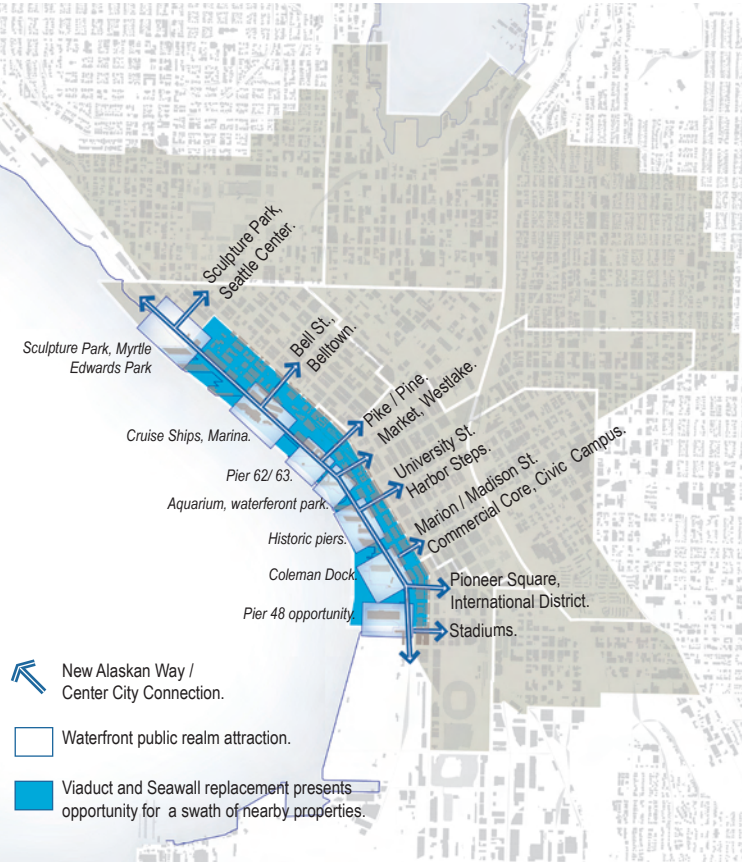 Sculpture Park,
Seattle Center.
Bell St.,
Belltown.
Sculpture Park, Myrtle
Edwards Park
Pike / Pine.
Market, Westlake.
Cruise Ships, Marina.
University St.
Harbor Steps.
Pier 62/ 63.
Marion / Madison St.
Commercial Core, Civic Campus.
Aquarium, waterferont park.
Historic piers.
Coleman Dock.
Pioneer Square,
International District.
Pier 48 opportunity.
Stadiums.
New Alaskan Way /
Center City Connection.
Waterfront public realm attraction.
Viaduct and Seawall replacement presents
opportunity for a swath of nearby properties.